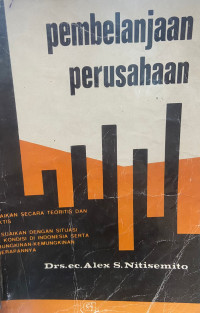 pembelanjaan
perusahaan
AIKAN SECARA TEORITIS DAN
KTIS
SUAIKAN DENGAN SITUASI
KONDISI DI INDONESIA SERTA
UNGKINAN-KEMUNGKINAN
ERAPANNYA
Drs.ec. Alex S. Nitisemito